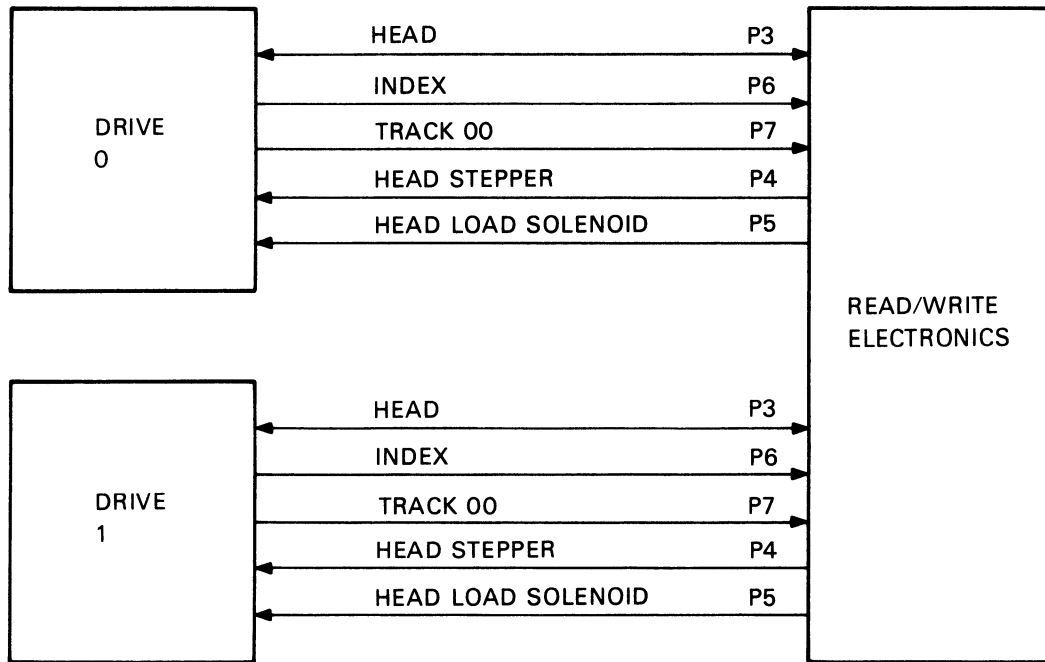 HEAD P3
INDEX P6
DRIVE
0
TRACK 00 P7
HEAD STEPPER P4
HEAD LOAD SOLENOID P5
READ/WRITE
ELECTRONICS
HEAD P3
INDEX P6
DRIVE
1
TRACK 00 P7
HEAD STEPPER P4
HEAD LOAD SOLENOID P5